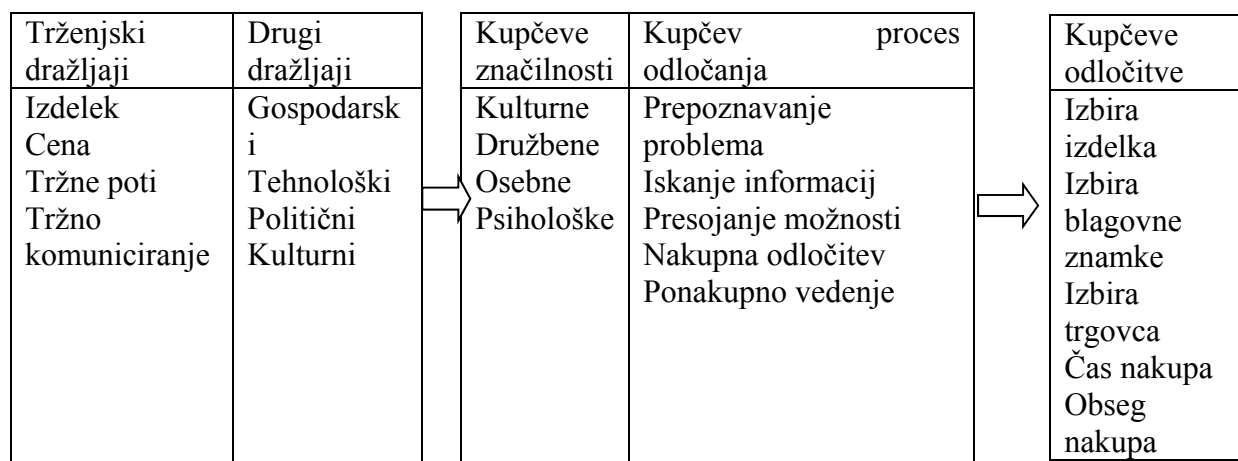 Trženjski
dražljaji
Izdelek
Cena
Tržne poti
Tržno
komuniciranje
Drugi
dražljaji
Gospodarsk
i
Tehnološki
Politični
Kulturni
Kupčeve
značilnosti
Kulturne
Družbene
Osebne
Psihološke
Kupčev proces
odločanja
Prepoznavanje
problema
Iskanje informacij
Presojanje možnosti
Nakupna odločitev
Ponakupno vedenje
Kupčeve
odločitve
Izbira
izdelka
Izbira
blagovne
znamke
Izbira
trgovca
Čas nakupa
Obseg
nakupa